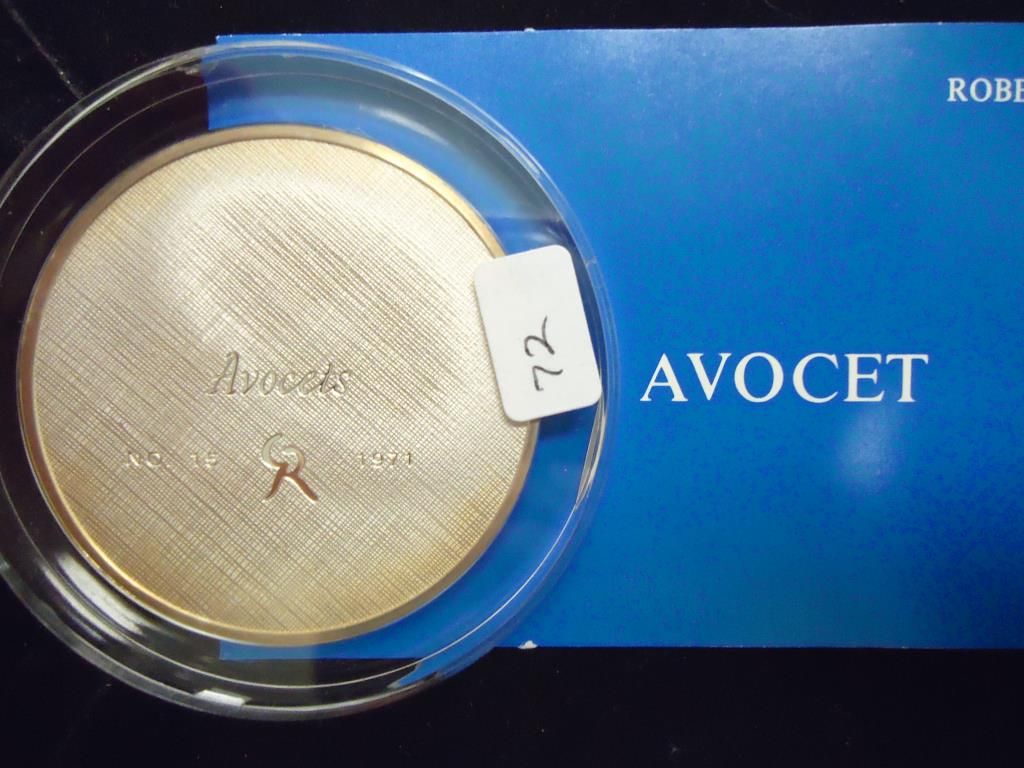 ROBE
AVOCET
Avocets
NO. 15 R 1971
72